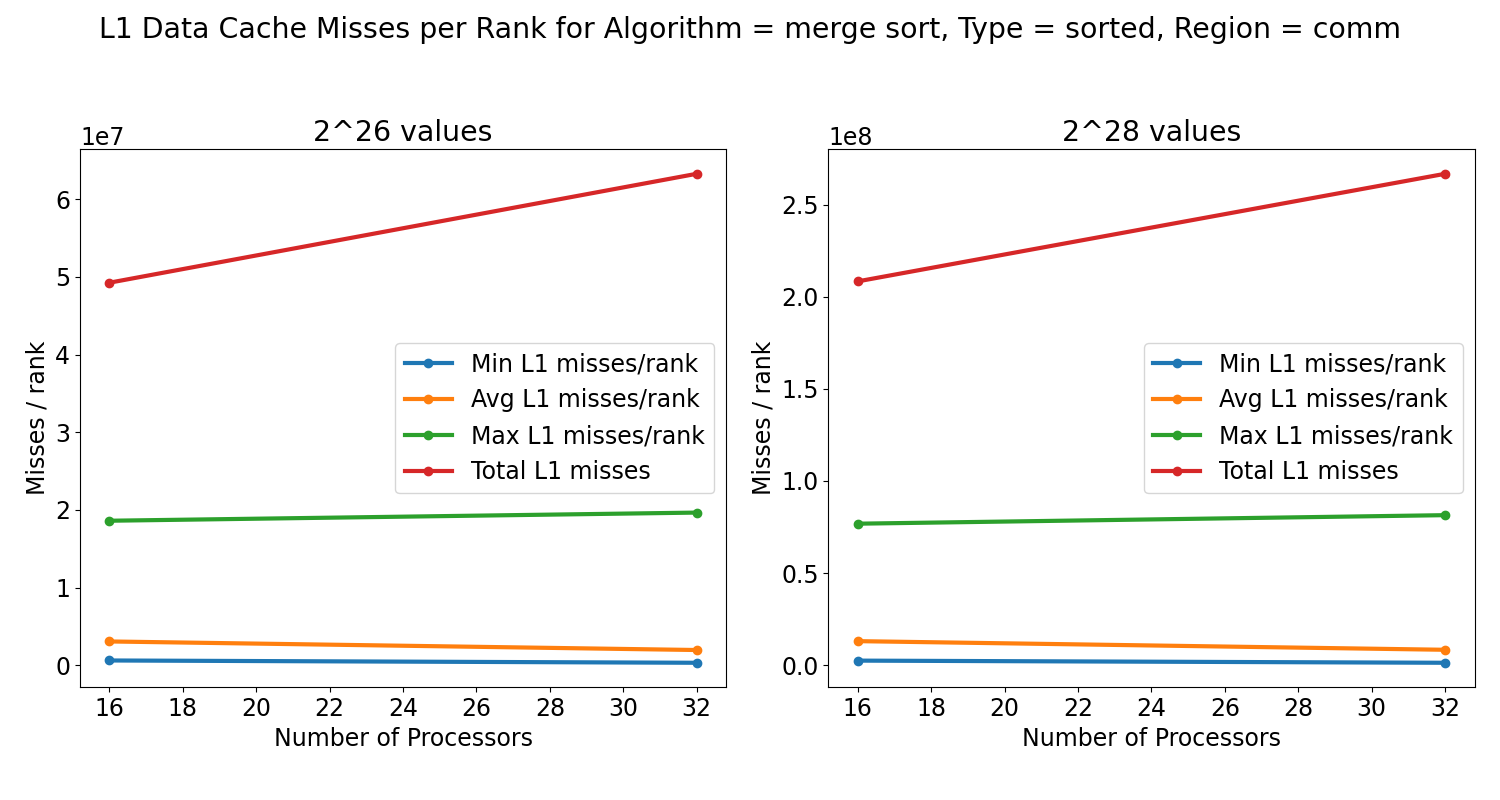 L1 Data Cache Misses per Rank for Algorithm = merge sort, Type = sorted, Region = comm
2^26 values
1e7
6
5
4
3
2
1
0
Misses / rank
Min L1 misses/rank
Avg L1 misses/rank
Max L1 misses/rank
Total L1 misses
16 18 20 22 24 26 28 30 32
Number of Processors
2^28 values
1e8
2.5
2.0
1.5
1.0
0.5
0.0
Misses / rank
Min L1 misses/rank
Avg L1 misses/rank
Max L1 misses/rank
Total L1 misses
16 18 20 22 24 26 28 30 32
Number of Processors